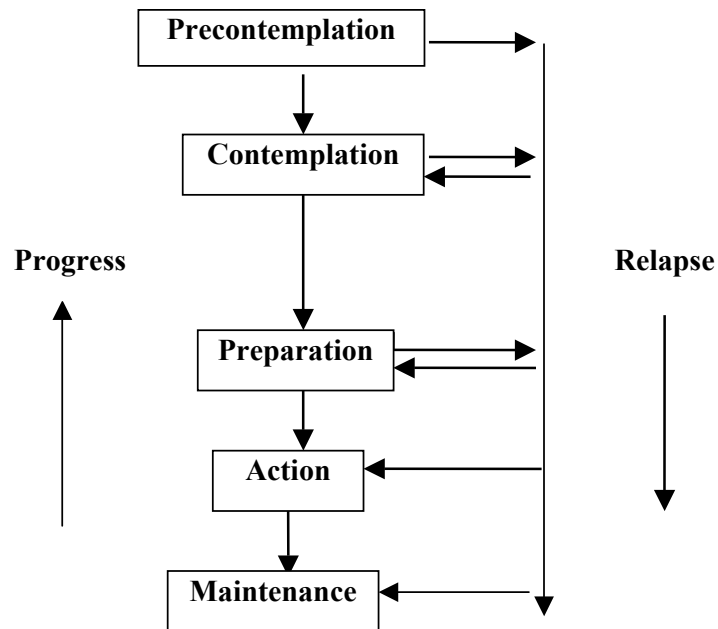 Precontemplation
Contemplation
Progress
Relapse
Preparation
Action
Maintenance